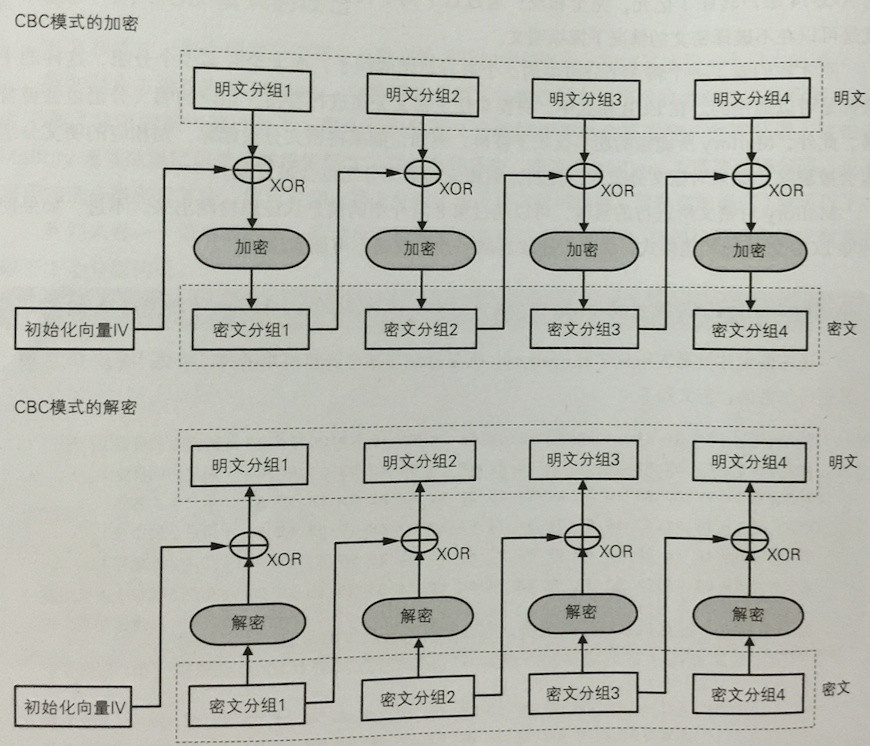 CBC模式的加密
明文分组1 明文分组2 明文分组3 明文分组4 明文
XOR XOR XOR XOR
加密 加密 加密 加密
初始化向量IV 密文分组1 密文分组2 密文分组3 密文分组4 密文
CBC模式的解密
明文分组1 明文分组2 明文分组3 明文分组4 明文
XOR XOR XOR XOR
解密 解密 解密 解密
初始化向量IV 密文分组1 密文分组2 密文分组3 密文分组4 密文